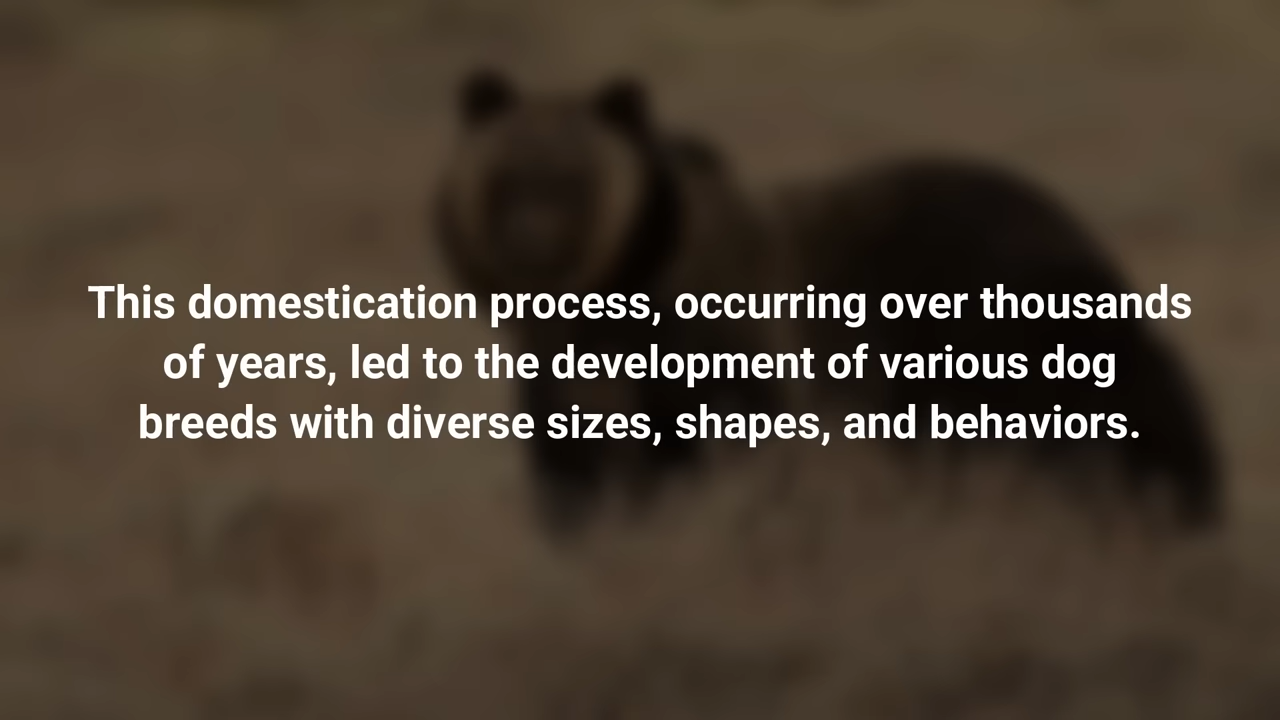 This domestication process, occurring over thousands
of years, led to the development of various dog
breeds with diverse sizes, shapes, and behaviors.